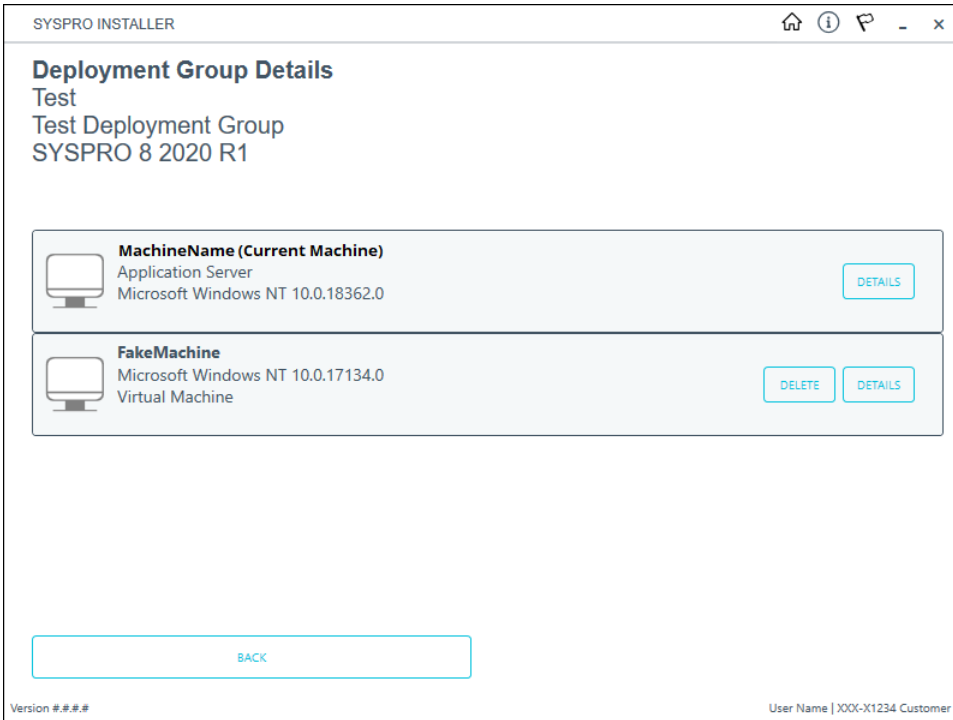 SYSPRO INSTALLER
Deployment Group Details
Test
Test Deployment Group
SYSPRO 8 2020 R1
MachineName (Current Machine)
Application Server
Microsoft Windows NT 10.0.18362.0
DETAILS
FakeMachine
Microsoft Windows NT 10.0.17134.0
Virtual Machine
DELETE
DETAILS
BACK
Version #.#.#.#
User Name | XXX-X1234 Customer